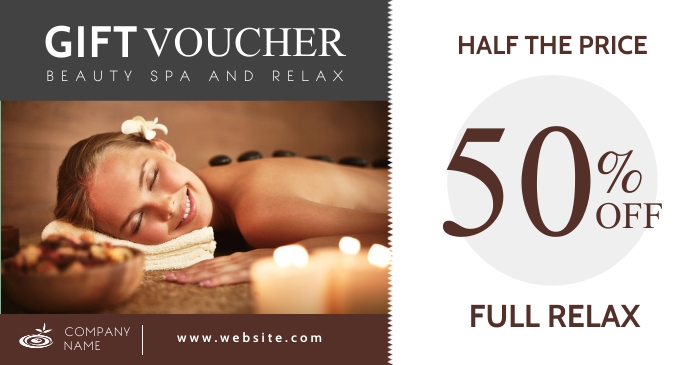 GIFT VOUCHER
BEAUTY SPA AND RELAX
COMPANY
NAME
www.website.com
HALF THE PRICE
50%
OFF
FULL RELAX